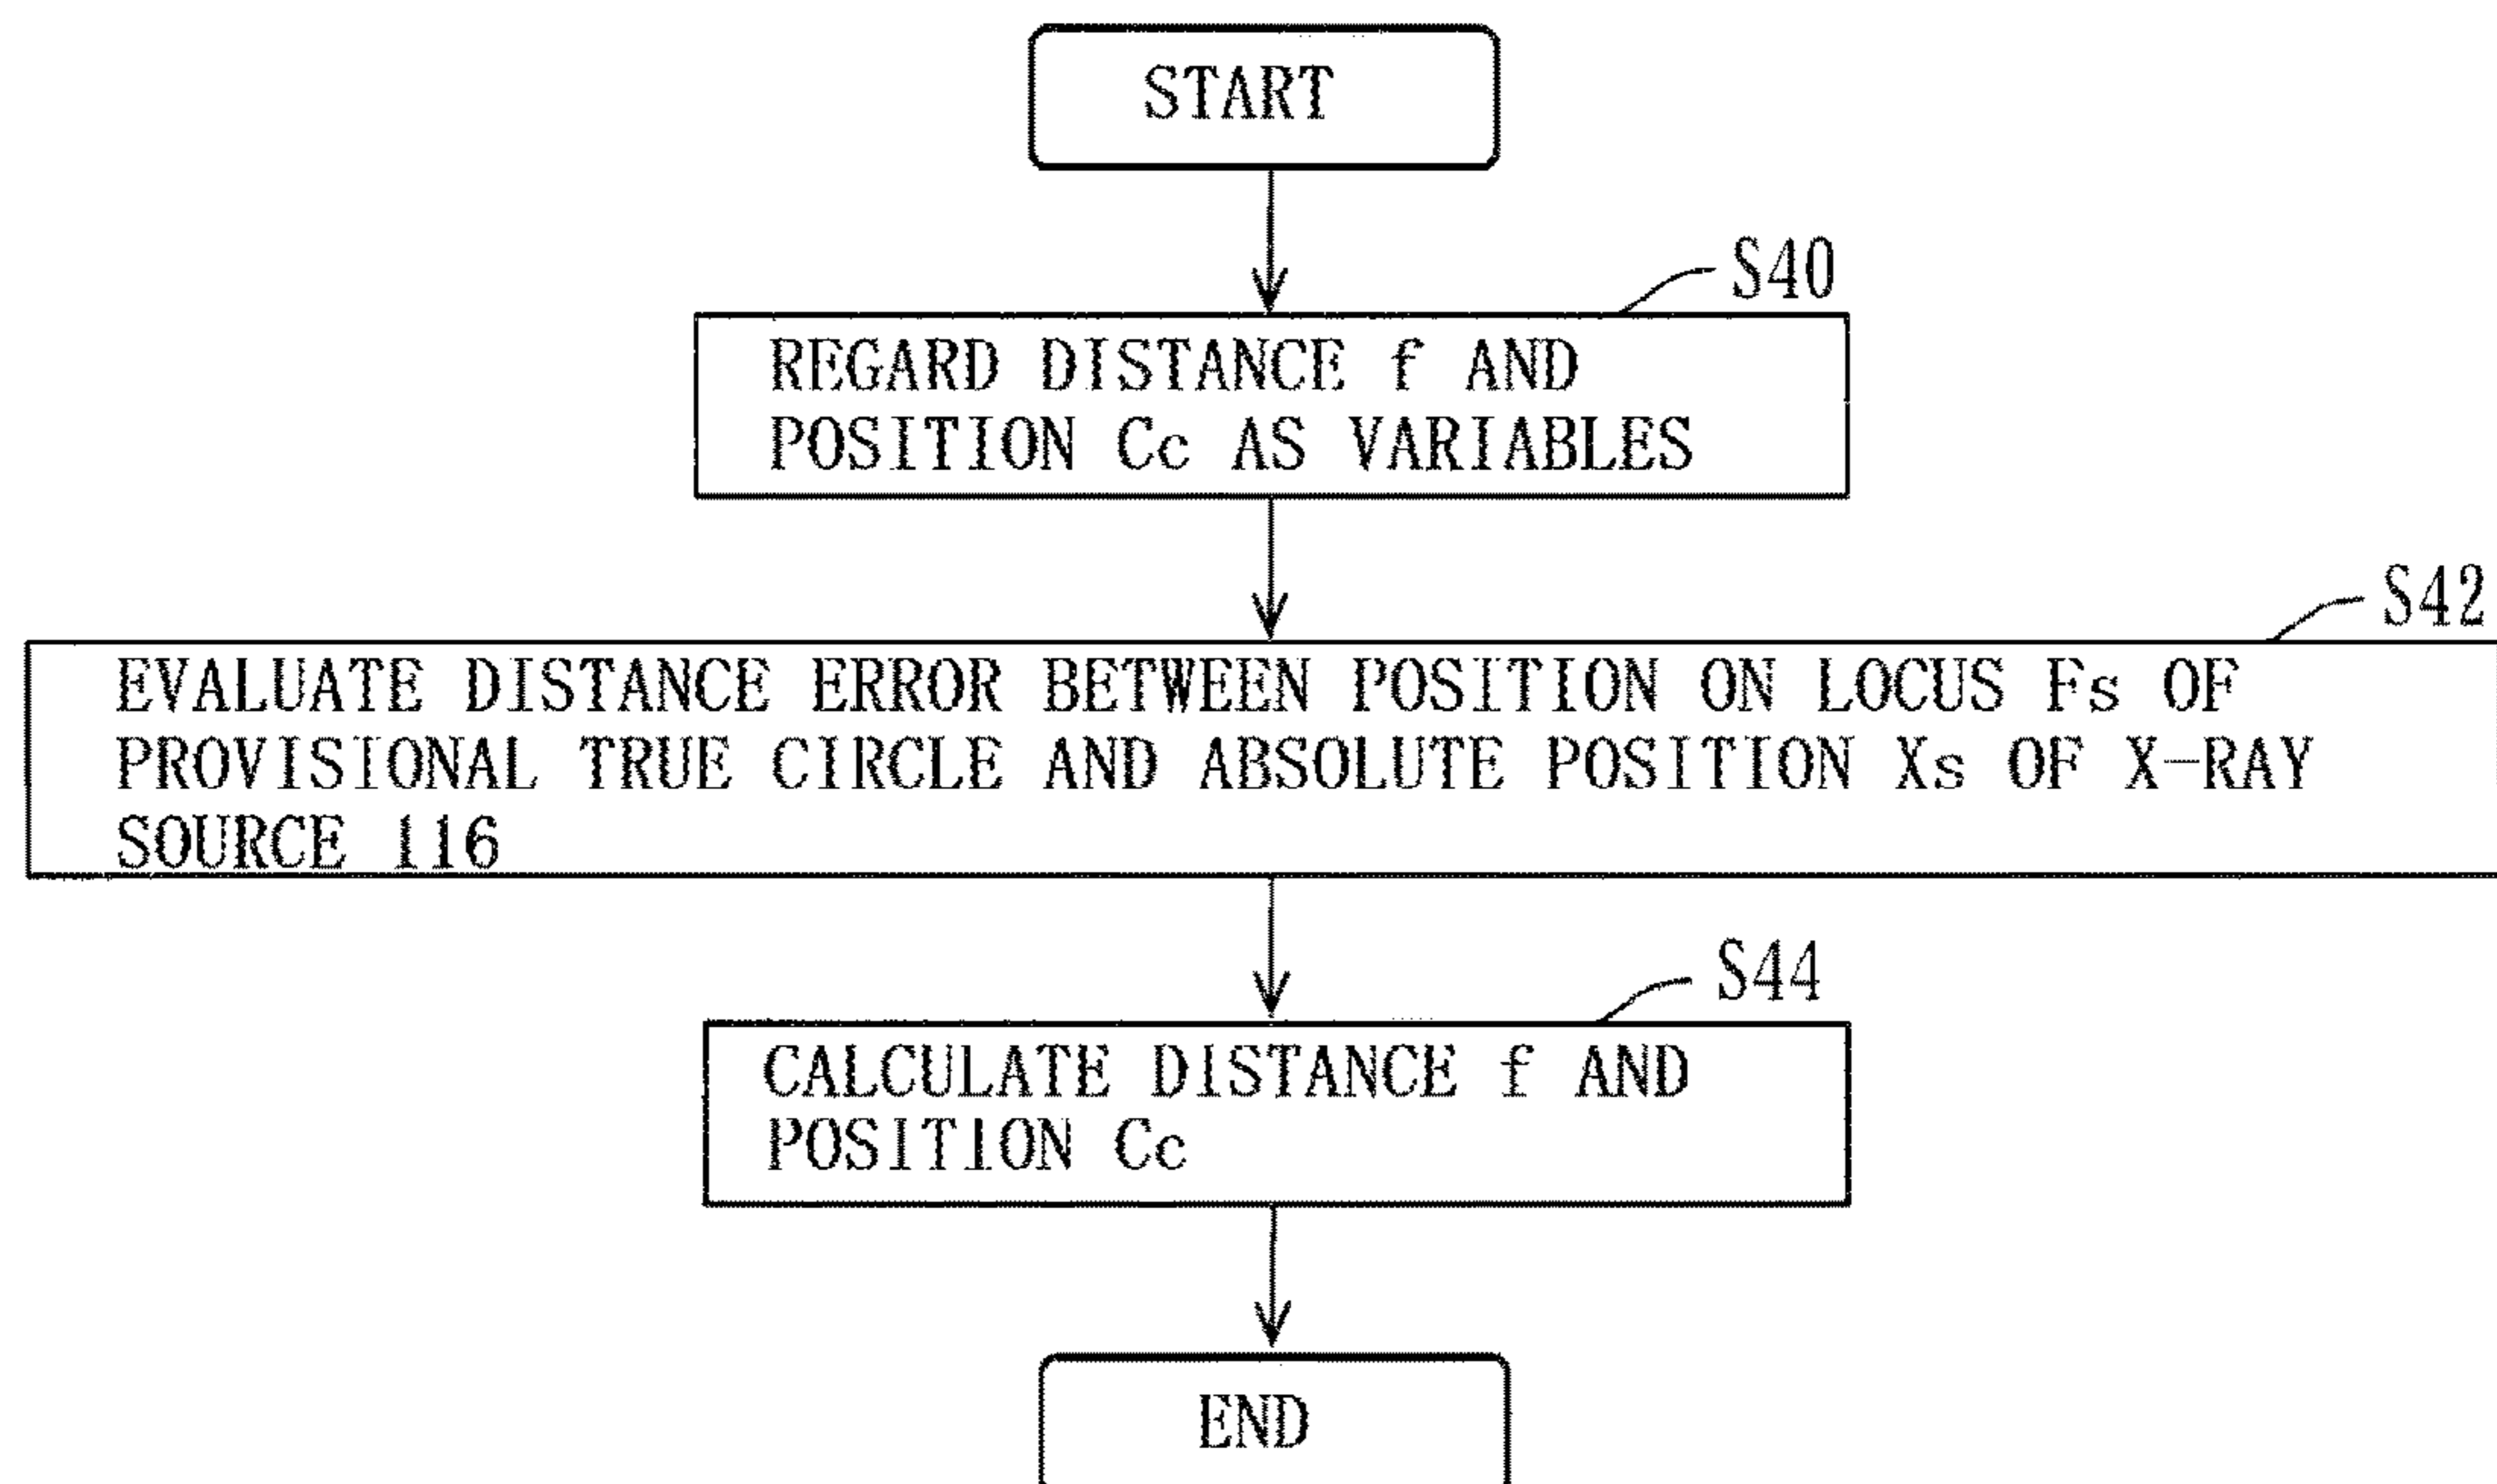 START
S40
REGARD DISTANCE f AND
POSITION Cc AS VARIABLES
S42
EVALUATE DISTANCE ERROR BETWEEN POSITION ON LOCUS Fs OF
PROVISIONAL TRUE CIRCLE AND ABSOLUTE POSITION Xs OF X-RAY
SOURCE 116
S44
CALCULATE DISTANCE f AND
POSITION Cc
END